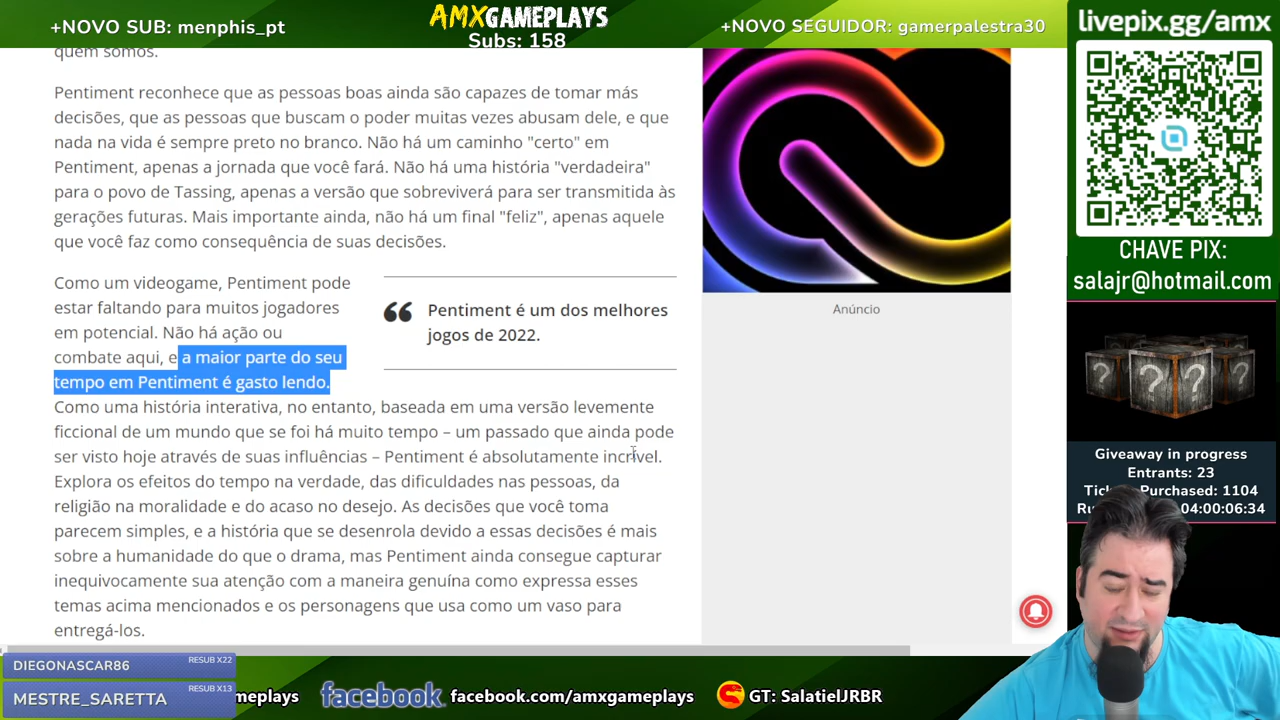 +NOVO SUB: menphis_pt
AMXGAMEPLAYS
Subs: 158
+NOVO SEGUIDOR: gamerpalestra30
livepix.gg/amx
quem somos.
Pentiment reconhece que as pessoas boas ainda são capazes de tomar más
decisões, que as pessoas que buscam o poder muitas vezes abusam dele, e que
nada na vida é sempre preto no branco. Não há um caminho "certo" em
Pentiment, apenas a jornada que você fará. Não há uma história "verdadeira"
para o povo de Tassing, apenas a versão que sobreviverá para ser transmitida às
gerações futuras. Mais importante ainda, não há um final "feliz", apenas aquele
que você faz como consequência de suas decisões.
Como um videogame, Pentiment pode
estar faltando para muitos jogadores
em potencial. Não há ação ou
combate aqui, e a maior parte do seu
tempo em Pentiment é gasto lendo.
Pentiment é um dos melhores
jogos de 2022.
Como uma história interativa, no entanto, baseada em uma versão levemente
ficcional de um mundo que se foi há muito tempo – um passado que ainda pode
ser visto hoje através de suas influências – Pentiment é absolutamente incrível.
Explora os efeitos do tempo na verdade, das dificuldades nas pessoas, da
religião na moralidade e do acaso no desejo. As decisões que você toma
parecem simples, e a história que se desenrola devido a essas decisões é mais
sobre a humanidade do que o drama, mas Pentiment ainda consegue capturar
inequivocamente sua atenção com a maneira genuína como expressa esses
temas acima mencionados e os personagens que usa como um vaso para
entregá-los.
Anúncio
CHAVE PIX:
salajr@hotmail.com
Giveaway in progress
Entrants: 23
Purchased: 1104
04:00:06:34
DIEGONASCAR86 RESUB X22
MESTRE_SARETTA RESUB X13
meplays
facebook
facebook.com/amxgameplays
GT: SalatielJRBR